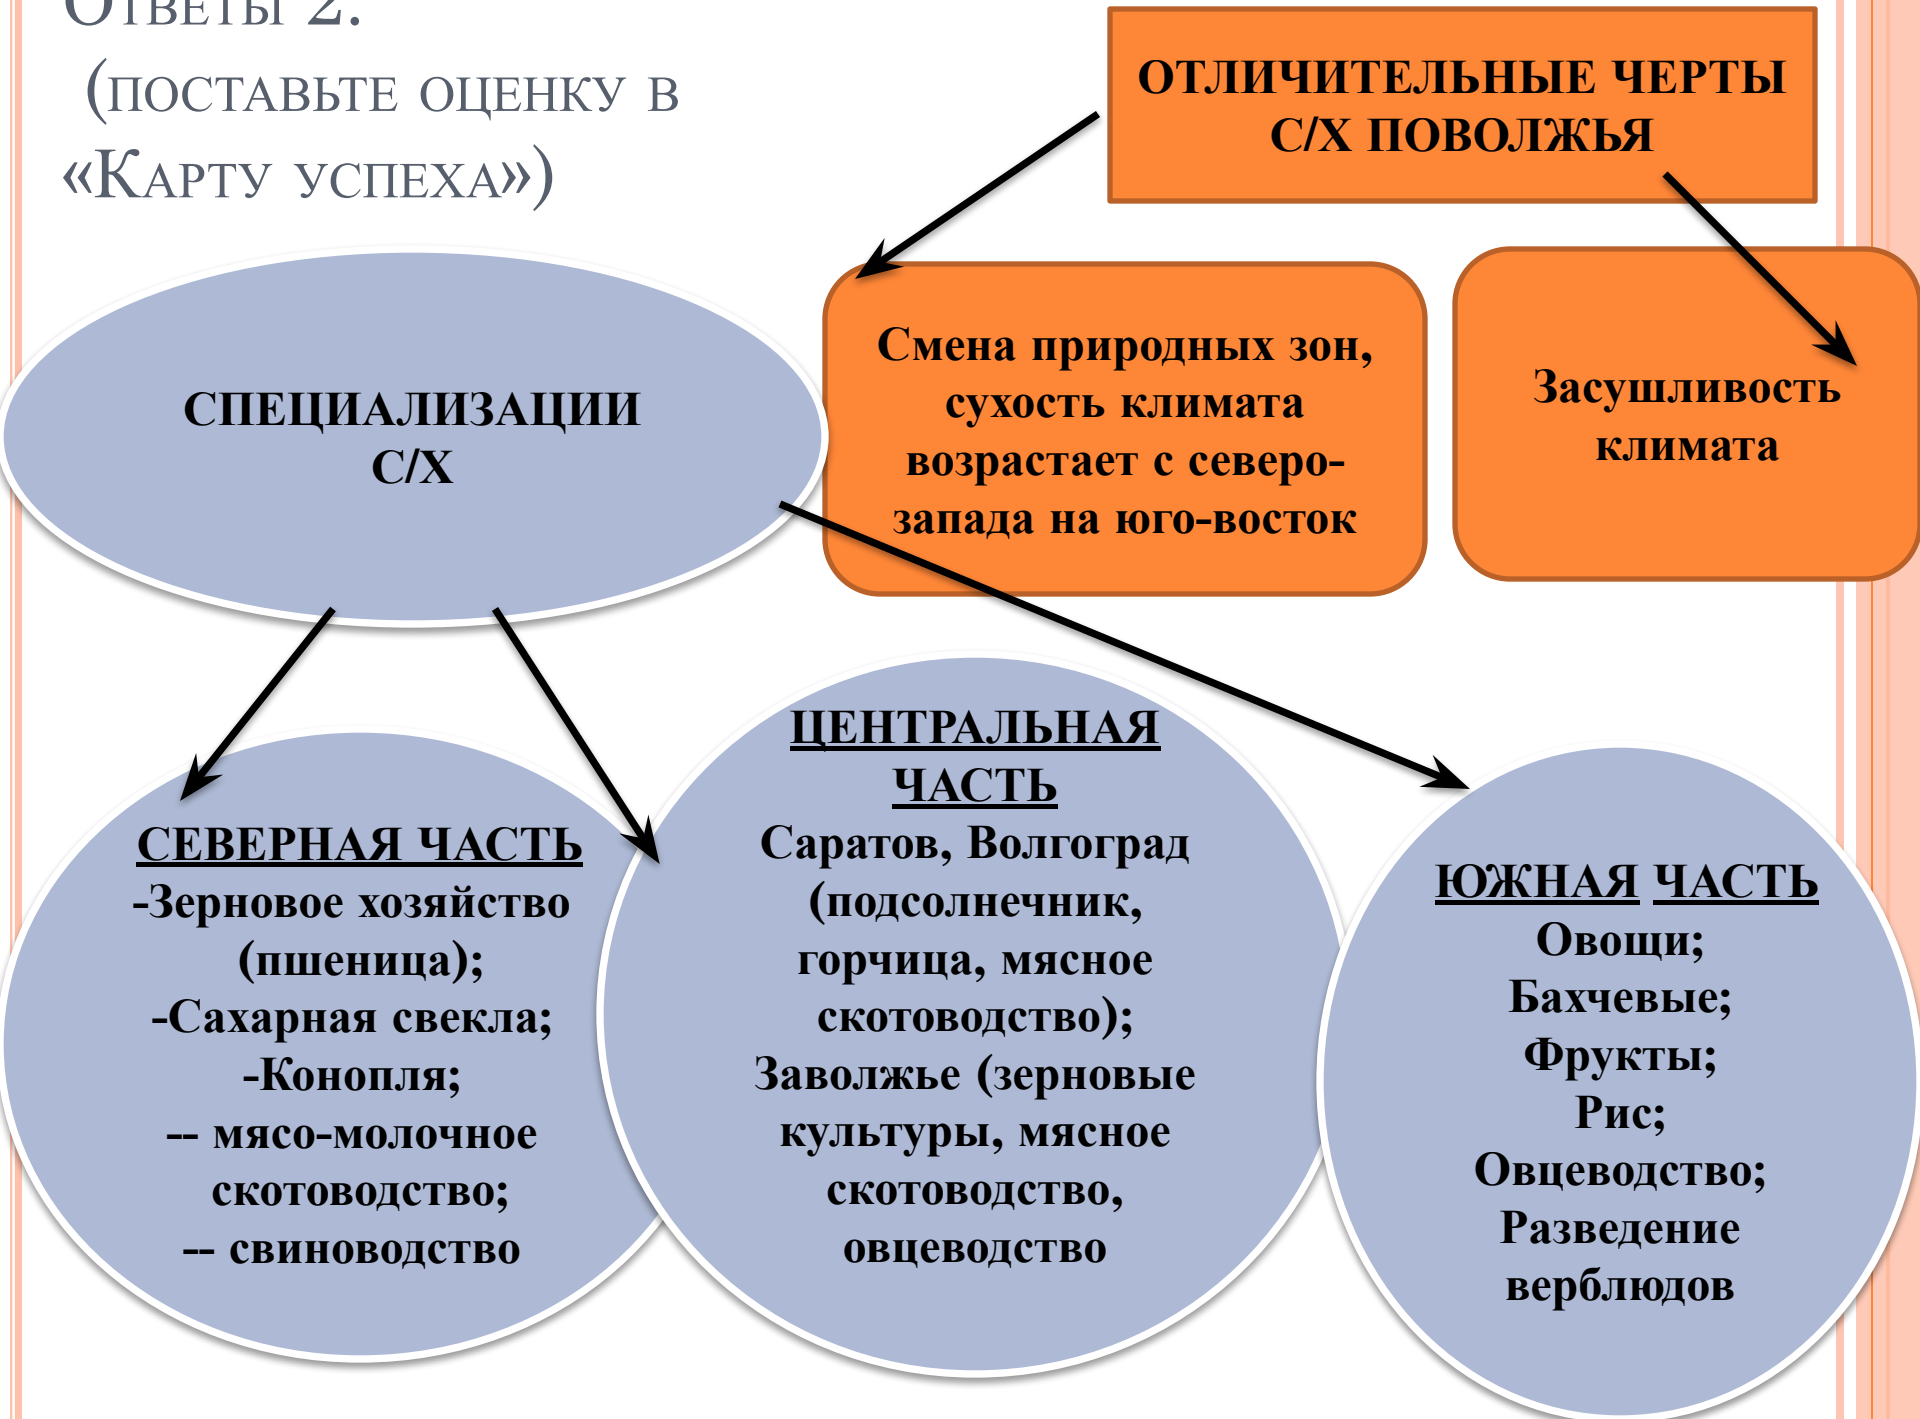 Ответы 2.
(поставьте оценку в
«Карту успеха»)
ОТЛИЧИТЕЛЬНЫЕ ЧЕРТЫ
С/Х ПОВОЛЖЬЯ
СПЕЦИАЛИЗАЦИИ
С/Х
Смена природных зон,
сухость климата
возрастает с северо-
запада на юго-восток
Засушливость
климата
СЕВЕРНАЯ ЧАСТЬ
-Зерновое хозяйство
(пшеница);
-Сахарная свекла;
-Конопля;
-- мясо-молочное
скотоводство;
-- свиноводство
ЦЕНТРАЛЬНАЯ
ЧАСТЬ
Саратов, Волгоград
(подсолнечник,
горчица, мясное
скотоводство);
Заволжье (зерновые
культуры, мясное
скотоводство,
овцеводство
ЮЖНАЯ ЧАСТЬ
Овощи;
Бахчевые;
Фрукты;
Рис;
Овцеводство;
Разведение
верблюдов